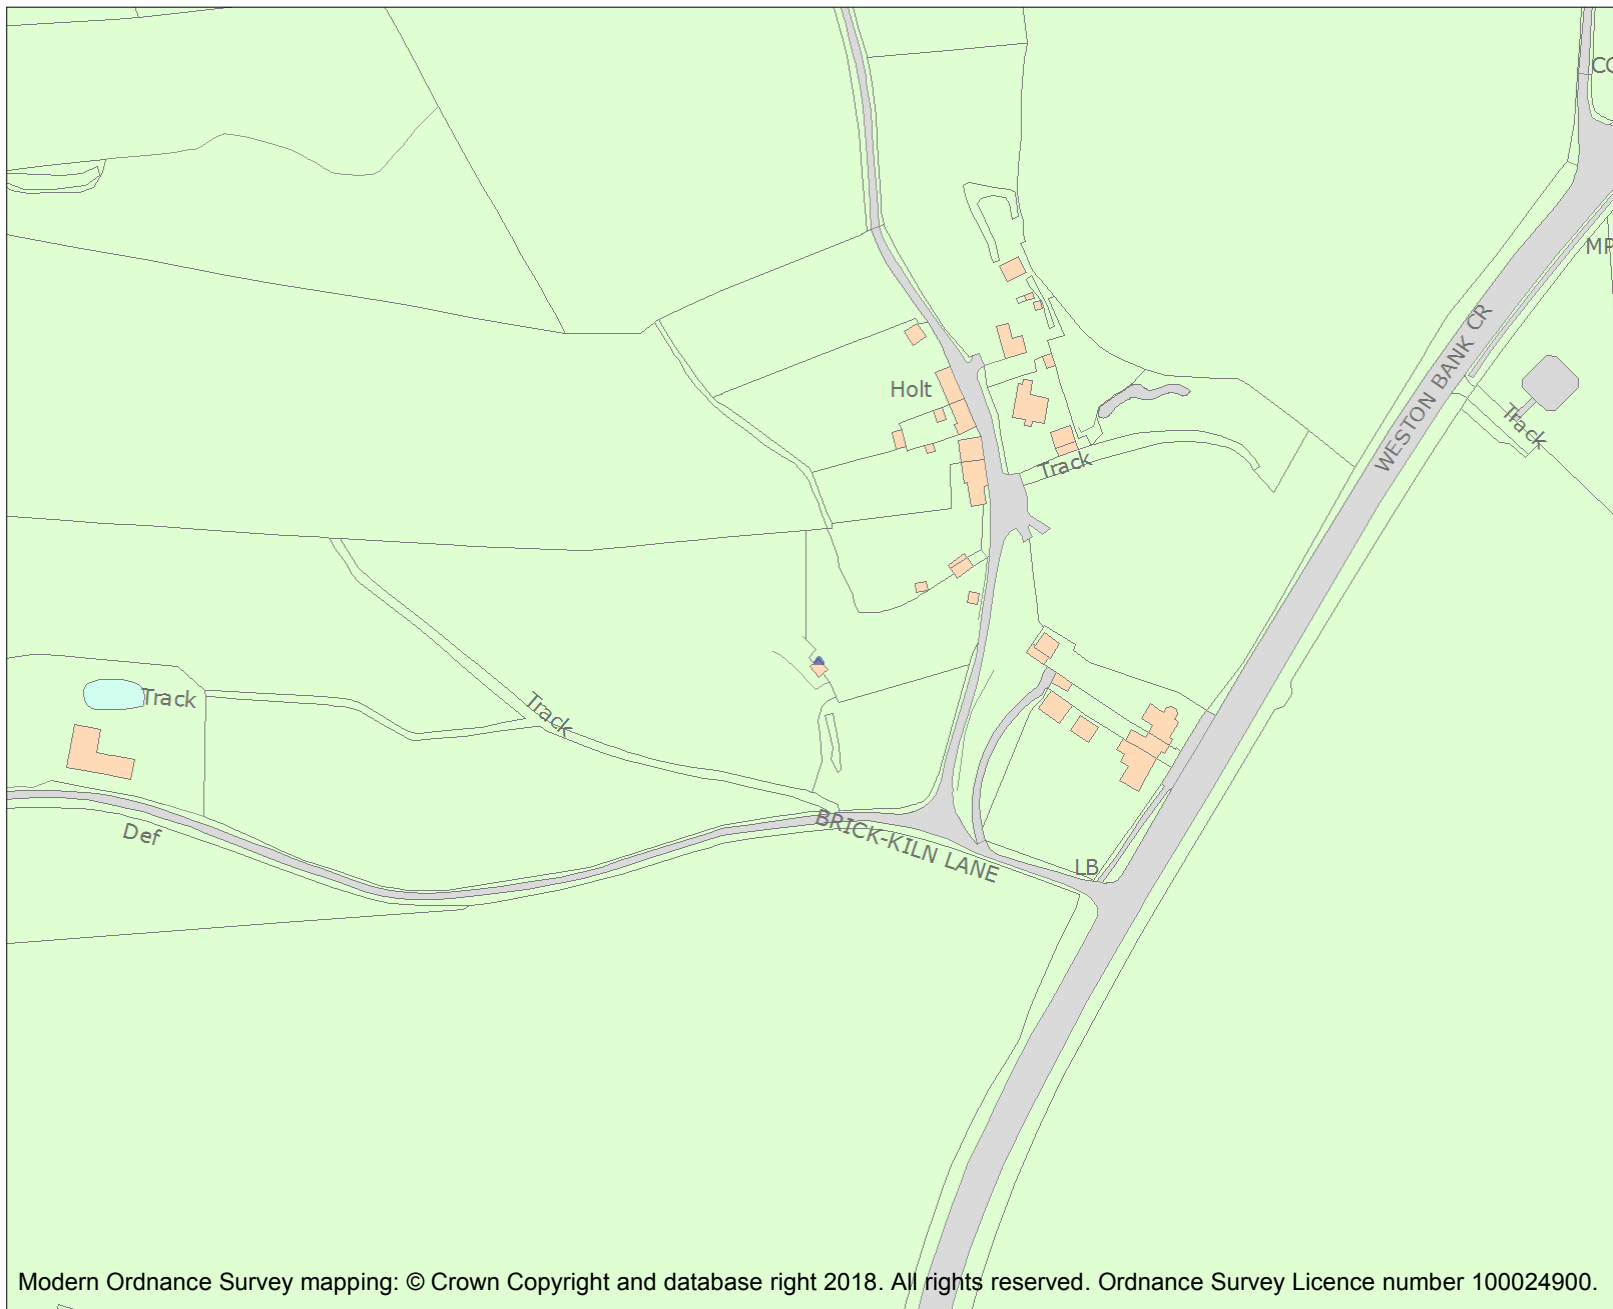 CO
MP
WESTON BANK CR
Holt
Track
Track
Track
Track
Def
BRICK-KILN LANE
LB
Modern Ordnance Survey mapping: © Crown Copyright and database right 2018. All rights reserved. Ordnance Survey Licence number 100024900.